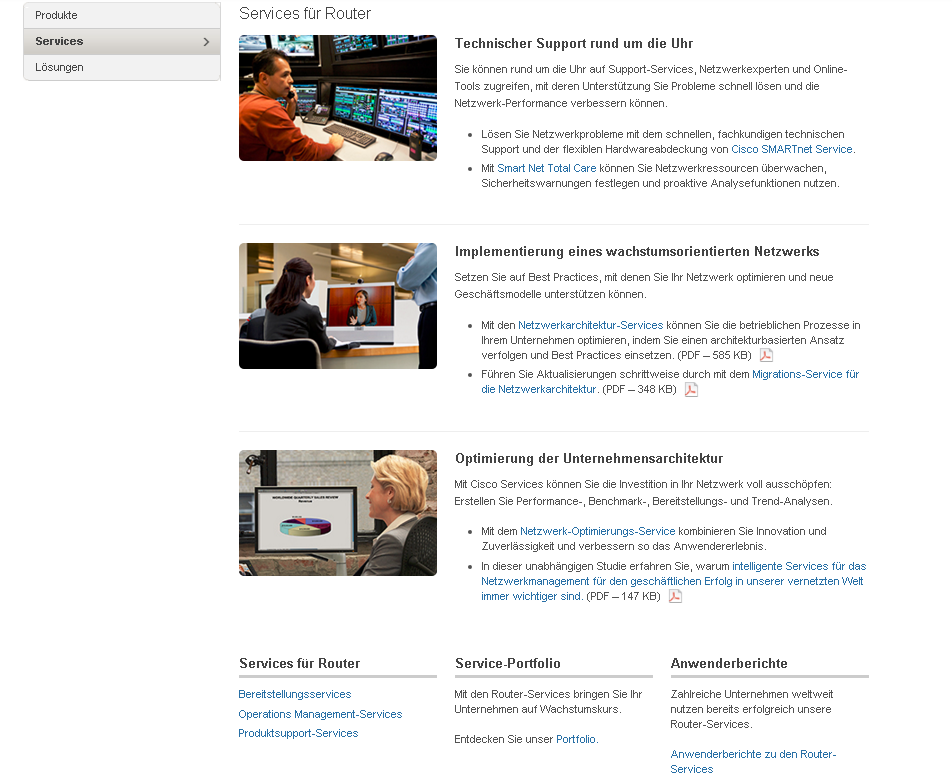 Produkte
Services
Lösungen
Services für Router
Technischer Support rund um die Uhr
Sie können rund um die Uhr auf Support-Services, Netzwerkexperten und Online-
Tools zugreifen, mit deren Unterstützung Sie Probleme schnell lösen und die
Netzwerk-Performance verbessern können.
Lösen Sie Netzwerkprobleme mit dem schnellen, fachkundigen technischen
Support und der flexiblen Hardwareabdeckung von Cisco SMARTnet Service.
Mit Smart Net Total Care können Sie Netzwerkressourcen überwachen,
Sicherheitswarnungen festlegen und proaktive Analysefunktionen nutzen.
Implementierung eines wachstumsorientierten Netzwerks
Setzen Sie auf Best Practices, mit denen Sie Ihr Netzwerk optimieren und neue
Geschäftsmodelle unterstützen können.
Mit den Netzwerkarchitektur-Services können Sie die betrieblichen Prozesse in
Ihrem Unternehmen optimieren, indem Sie einen architekturbasierten Ansatz
verfolgen und Best Practices einsetzen. (PDF – 585 KB)
Führen Sie Aktualisierungen schrittweise durch mit dem Migrations-Service für
die Netzwerkarchitektur. (PDF – 348 KB)
Optimierung der Unternehmensarchitektur
Mit Cisco Services können Sie die Investition in Ihr Netzwerk voll ausschöpfen:
Erstellen Sie Performance-, Benchmark-, Bereitstellungs- und Trend-Analysen.
WORLDWIDE QUARTERLY SALES REVIEW
Revenue
Mit dem Netzwerk-Optimierungs-Service kombinieren Sie Innovation und
Zuverlässigkeit und verbessern so das Anwendererlebnis.
In dieser unabhängigen Studie erfahren Sie, warum intelligente Services für das
Netzwerkmanagement für den geschäftlichen Erfolg in unserer vernetzten Welt
immer wichtiger sind. (PDF – 147 KB)
Services für Router
Bereitstellungsservices
Operations Management-Services
Produktsupport-Services
Service-Portfolio
Mit den Router-Services bringen Sie Ihr
Unternehmen auf Wachstumskurs.
Entdecken Sie unser Portfolio.
Anwenderberichte
Zahlreiche Unternehmen weltweit
nutzen bereits erfolgreich unsere
Router-Services.
Anwenderberichte zu den Router-
Services